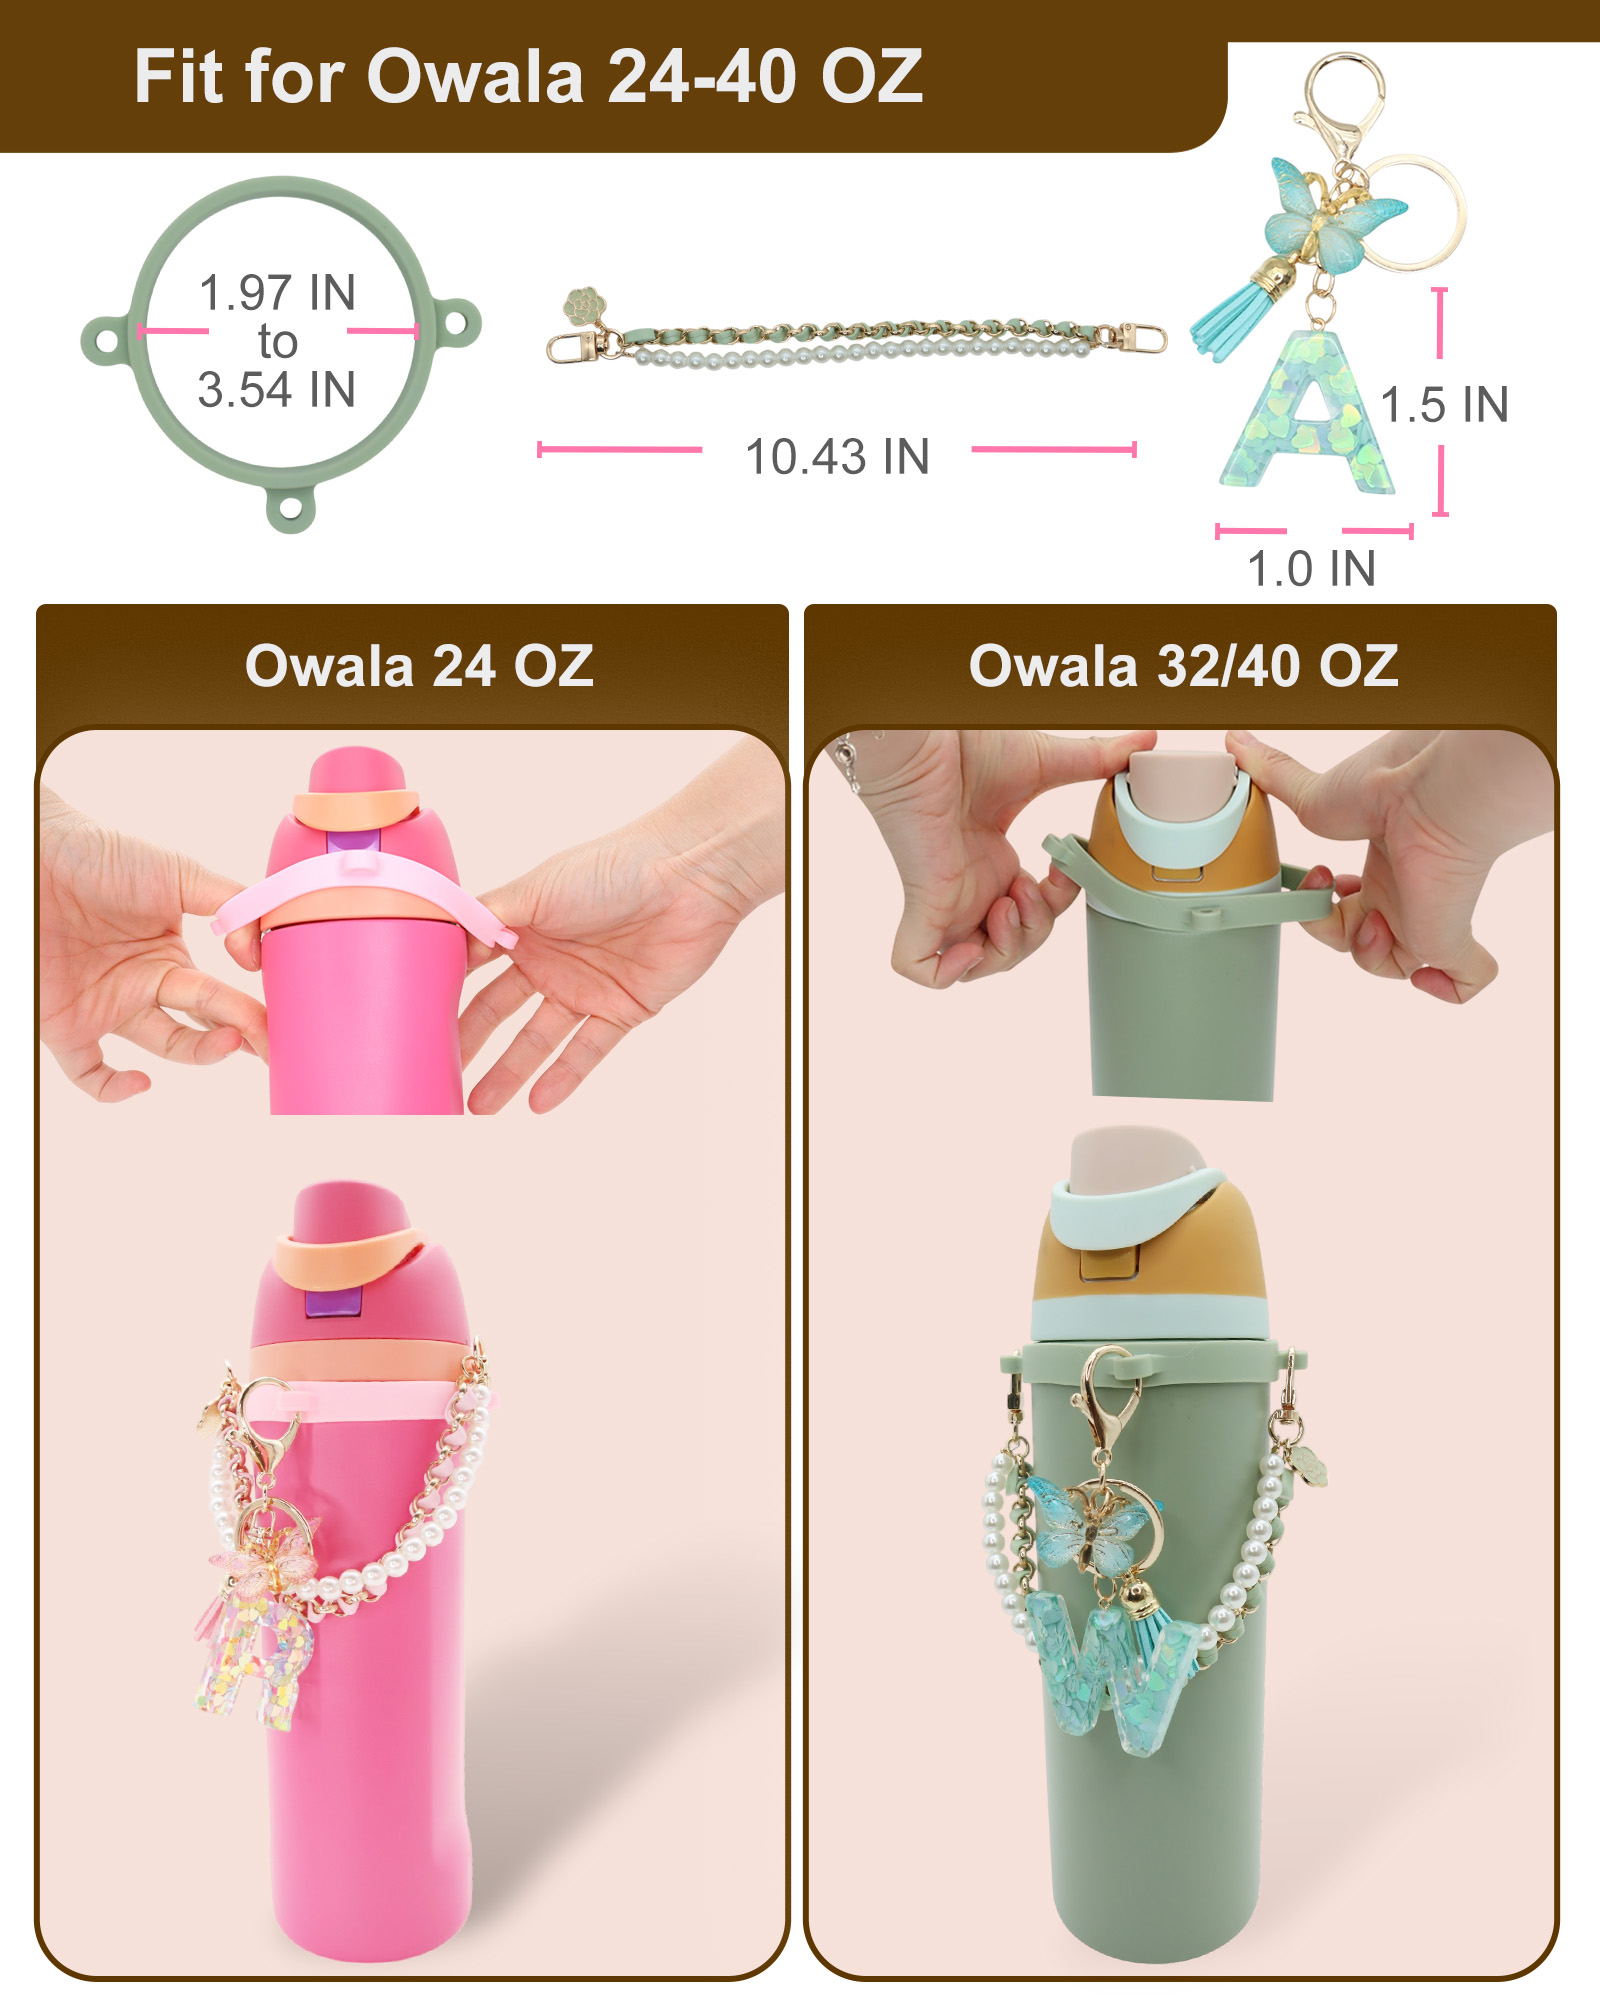 Fit for Owala 24-40 OZ
1.97 IN
to
3.54 IN
10.43 IN
A
1.5 IN
1.0 IN
Owala 24 OZ
Owala 32/40 OZ
R
W